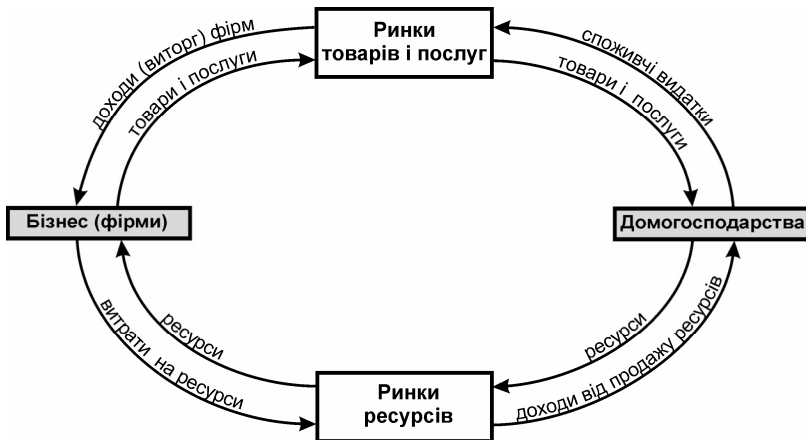 Ринки
товарів і послуг
доходи (виторг) фірм
товари і послуги
споживчі видатки
товари і послуги
Бізнес (фірми)
Домогосподарства
витрати на ресурси
ресурси
ресурси
доходи від продажу ресурсів
Ринки
ресурсів